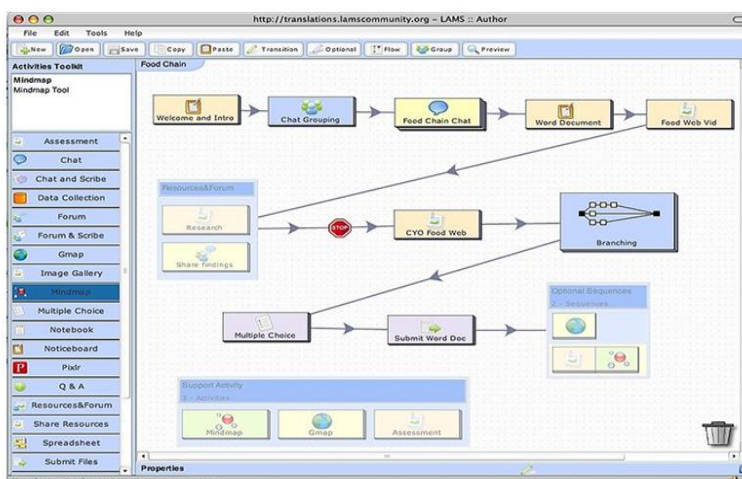 http://translations.lamscommunity.org - LAMS :: Author
File Edit Tools Help
New Open Save Copy Paste Transition Optional Flow Group Preview
Activities Toolkit
Mindmap
Mindmap Tool
Assessment
Chat
Chat and Scribe
Data Collection
Forum
Forum & Scribe
Gmap
Image Gallery
Mindmap
Multiple Choice
Notebook
Noticeboard
Pixlr
Q & A
Resources&Forum
Share Resources
Spreadsheet
Submit Files
Food Chain
Welcome and Intro
Chat Grouping
Food Chain Chat
Word Document
Food Web Vid
Resources&Forum
Research
Share findings
STOP
CYO Food Web
Branching
Multiple Choice
Submit Word Doc
Optional Sequences
2 - Sequences
Support Activity
3 - Activities
Mindmap
Gmap
Assessment
Properties